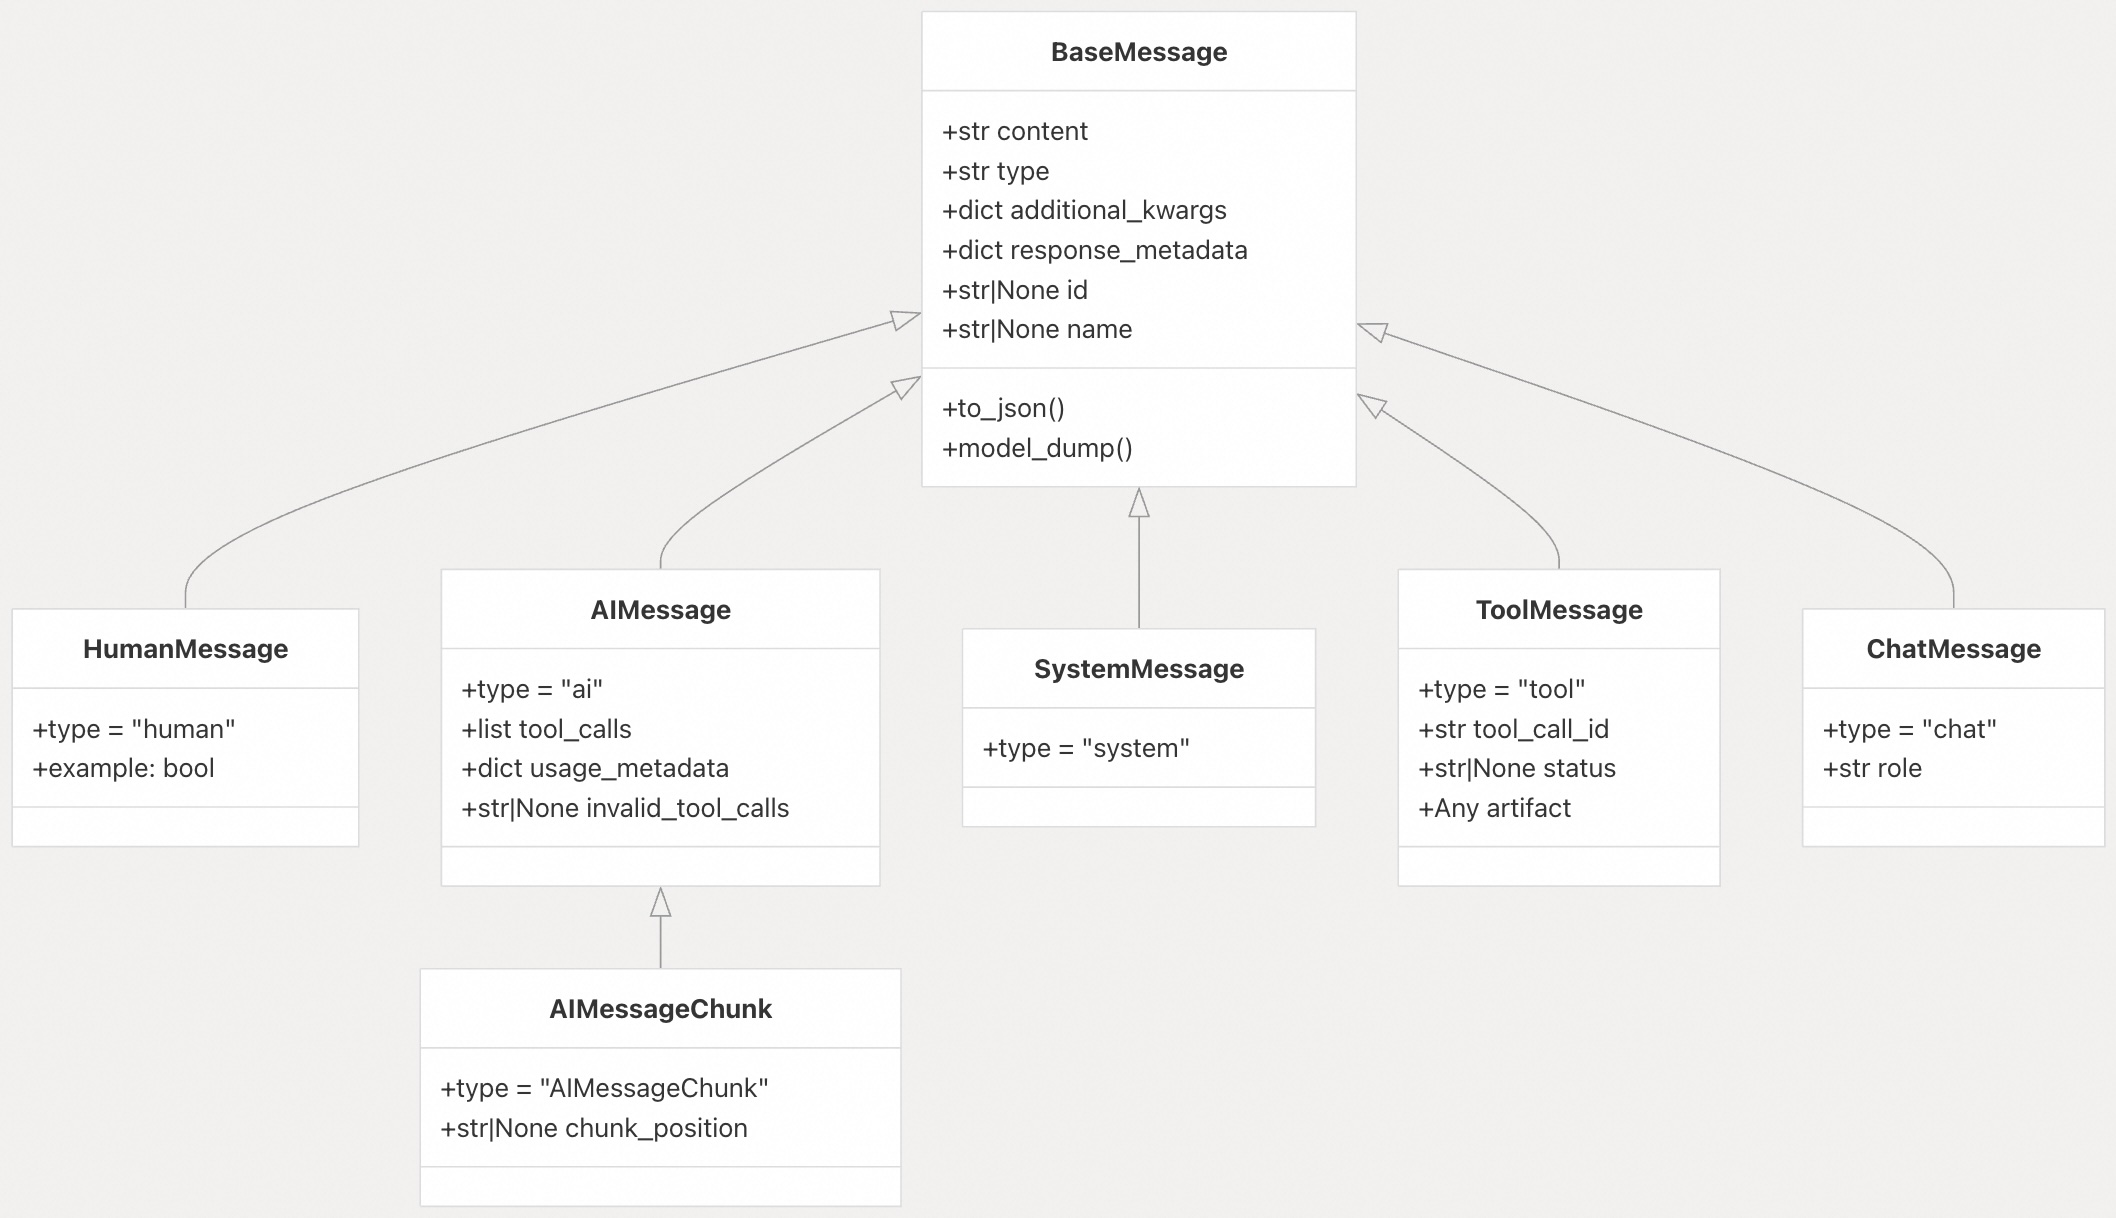 BaseMessage
+str content
+str type
+dict additional_kwargs
+dict response_metadata
+str|None id
+str|None name
+to_json()
+model_dump()
HumanMessage
+type = "human"
+example: bool
AIMessage
+type = "ai"
+list tool_calls
+dict usage_metadata
+str|None invalid_tool_calls
SystemMessage
+type = "system"
ToolMessage
+type = "tool"
+str tool_call_id
+str|None status
+Any artifact
ChatMessage
+type = "chat"
+str role
AIMessageChunk
+type = "AIMessageChunk"
+str|None chunk_position